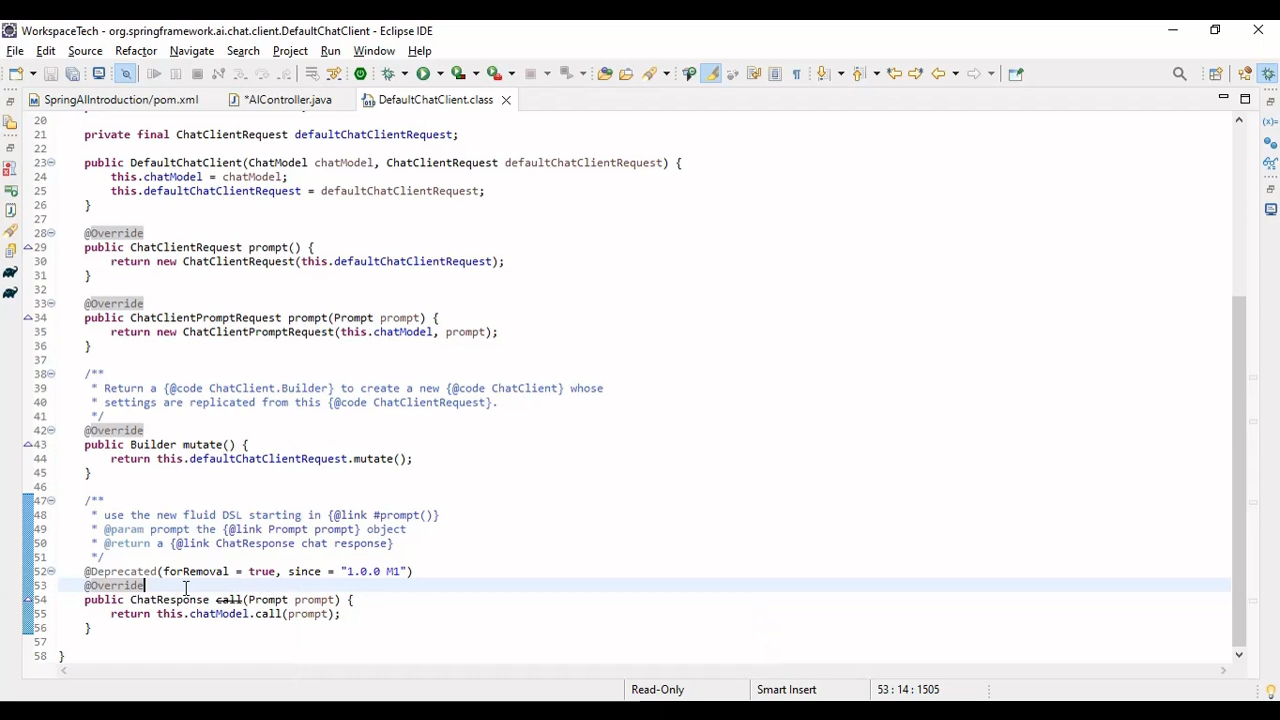 WorkspaceTech - org.springframework.ai.chat.client.DefaultChatClient - Eclipse IDE
File Edit Source Refactor Navigate Search Project Run Window Help
SpringAIIntroduction/pom.xml *AIController.java DefaultChatClient.class
20
21 private final ChatClientRequest defaultChatClientRequest;
22
23 public DefaultChatClient(ChatModel chatModel, ChatClientRequest defaultChatClientRequest) {
24 this.chatModel = chatModel;
25 this.defaultChatClientRequest = defaultChatClientRequest;
26 }
27
28 @Override
29 public ChatClientRequest prompt() {
30 return new ChatClientRequest(this.defaultChatClientRequest);
31 }
32
33 @Override
34 public ChatClientPromptRequest prompt(Prompt prompt) {
35 return new ChatClientPromptRequest(this.chatModel, prompt);
36 }
37
38 /**
39 * Return a {@code ChatClient.Builder} to create a new {@code ChatClient} whose
40 * settings are replicated from this {@code ChatClientRequest}.
41 */
42 @Override
43 public Builder mutate() {
44 return this.defaultChatClientRequest.mutate();
45 }
46
47 /**
48 * use the new fluid DSL starting in {@link #prompt()}
49 * @param prompt the {@link Prompt prompt} object
50 * @return a {@link ChatResponse chat response}
51 */
52 @Deprecated(forRemoval = true, since = "1.0.0 M1")
53 @Override
54 public ChatResponse call(Prompt prompt) {
55 return this.chatModel.call(prompt);
56 }
57
58 }
Read-Only Smart Insert 53 : 14 : 1505